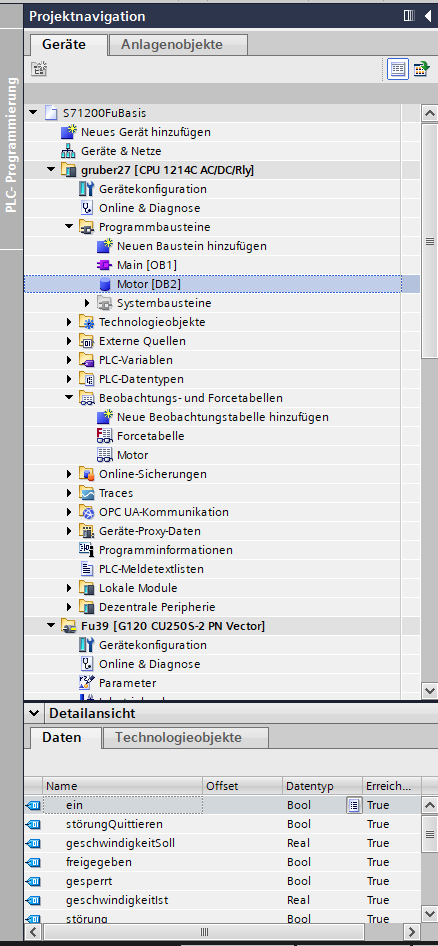 Projektnavigation
Geräte
Anlagenobjekte
PLC- Programmierung
S71200FuBasis
Neues Gerät hinzufügen
Geräte & Netze
gruber27 [CPU 1214C AC/DC/Rly]
Gerätekonfiguration
Online & Diagnose
Programmbausteine
Neuen Baustein hinzufügen
Main [OB1]
Motor [DB2]
Systembausteine
Technologieobjekte
Externe Quellen
PLC-Variablen
PLC-Datentypen
Beobachtungs- und Forcetabellen
Neue Beobachtungstabelle hinzufügen
Forcetabelle
Motor
Online-Sicherungen
Traces
OPC UA-Kommunikation
Geräte-Proxy-Daten
Programminformationen
PLC-Meldetextlisten
Lokale Module
Dezentrale Peripherie
Fu39 [G120 CU250S-2 PN Vector]
Gerätekonfiguration
Online & Diagnose
Parameter
Detailansicht
Daten
Technologieobjekte
Name Offset Datentyp Erreich...
ein Bool True
störungQuittieren Bool True
geschwindigkeitSoll Real True
freigegeben Bool True
gesperrt Bool True
geschwindigkeitIst Real True
störung Bool True